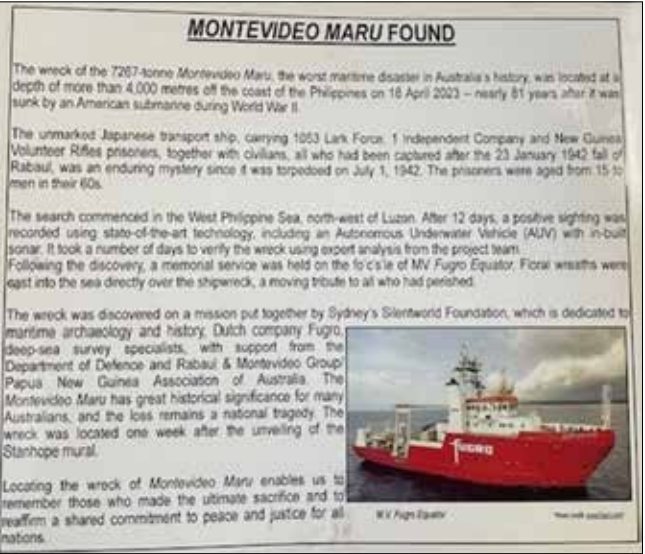 MONTEVIDEO MARU FOUND
The wreck of the 7267-tonne Montevideo Maru, the worst maritime disaster in Australia's history, was located at a
depth of more than 4,000 metres off the coast of the Philippines on 18 April 2023 – nearly 81 years after it was
sunk by an American submarine during World War II.
The unmarked Japanese transport ship, carrying 1053 Lark Force, 1 Independent Company and New Guinea
Volunteer Rifles prisoners, together with civilians, all who had been captured after the 23 January 1942 fall of
Rabaul, was an enduring mystery since it was torpedoed on July 1, 1942. The prisoners were aged from 15 to
men in their 60s.
The search commenced in the West Philippine Sea, north-west of Luzon. After 12 days, a positive sighting was
recorded using state-of-the-art technology, including an Autonomous Underwater Vehicle (AUV) with in-built
sonar. It took a number of days to verify the wreck using expert analysis from the project team.
Following the discovery, a memorial service was held on the fo'c's'le of MV Fugro Equator. Floral wreaths were
cast into the sea directly over the shipwreck, a moving tribute to all who had perished.
The wreck was discovered on a mission put together by Sydney's Silentworld Foundation, which is dedicated to
maritime archaeology and history, Dutch company Fugro,
deep-sea survey specialists, with support from the
Department of Defence and Rabaul & Montevideo Group/
Papua New Guinea Association of Australia. The
Montevideo Maru has great historical significance for many
Australians, and the loss remains a national tragedy. The
wreck was located one week after the unveiling of the
Stanhope mural.
Locating the wreck of Montevideo Maru enables us to
remember those who made the ultimate sacrifice and to
reaffirm a shared commitment to peace and justice for all
nations.
FUGRO
M.V. Fugro Equator